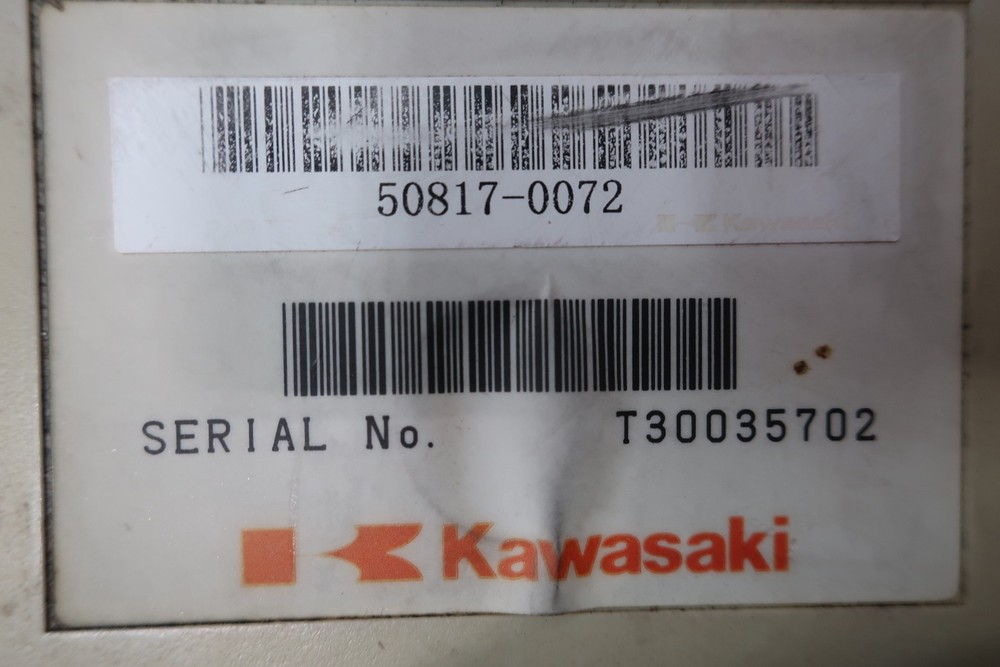 50817-0072
SERIAL No. T30035702
Kawasaki